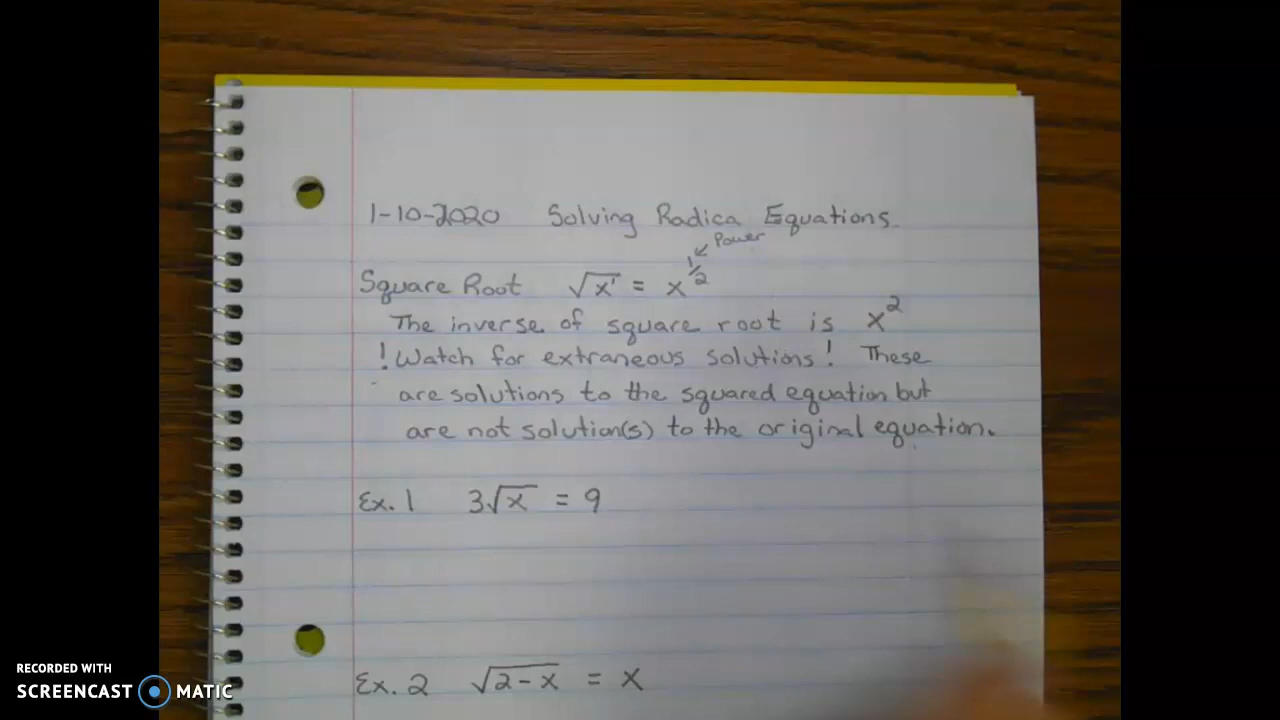 1-10-2020 Solving Radica Equations
Power
Square Root √x = x^1/2
The inverse of square root is x²
! Watch for extraneous solutions! These
are solutions to the squared equation but
are not solution(s) to the original equation.
Ex. 1 3√x = 9
Ex. 2 √2-x = x
RECORDED WITH
SCREENCAST MATIC